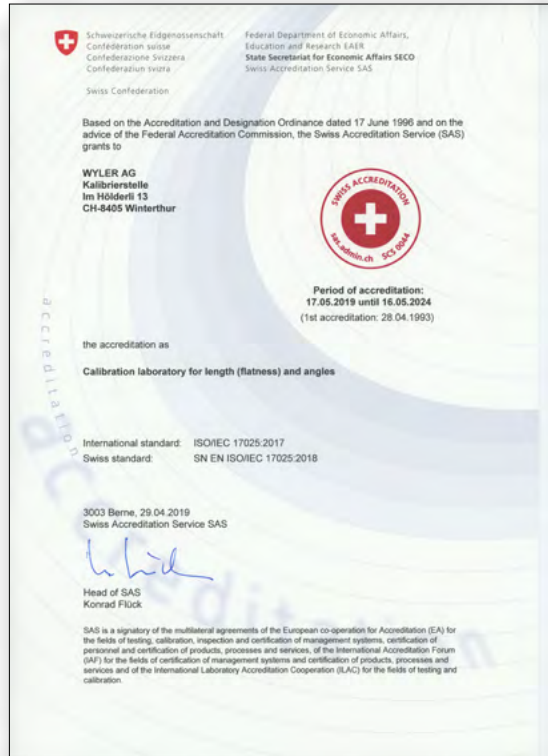 Schweizerische Eidgenossenschaft
Confédération suisse
Confederazione Svizzera
Confederaziun svizra
Swiss Confederation
Federal Department of Economic Affairs,
Education and Research EAER
State Secretariat for Economic Affairs SECO
Swiss Accreditation Service SAS
Based on the Accreditation and Designation Ordinance dated 17 June 1996 and on the
advice of the Federal Accreditation Commission, the Swiss Accreditation Service (SAS)
grants to
WYLER AG
Kalibrierstelle
Im Hölderli 13
CH-8405 Winterthur
SWISS ACCREDITATION
sas.admin.ch SCS 0044
Period of accreditation:
17.05.2019 until 16.05.2024
(1st accreditation: 28.04.1993)
accreditation
the accreditation as
Calibration laboratory for length (flatness) and angles
International standard: ISO/IEC 17025:2017
Swiss standard: SN EN ISO/IEC 17025:2018
accreditation
3003 Berne, 29.04.2019
Swiss Accreditation Service SAS
Head of SAS
Konrad Flück
SAS is a signatory of the multilateral agreements of the European co-operation for Accreditation (EA) for
the fields of testing, calibration, inspection and certification of management systems, certification of
personnel and certification of products, processes and services, of the International Accreditation Forum
(IAF) for the fields of certification of management systems and certification of products, processes and
services and of the International Laboratory Accreditation Cooperation (ILAC) for the fields of testing and
calibration.